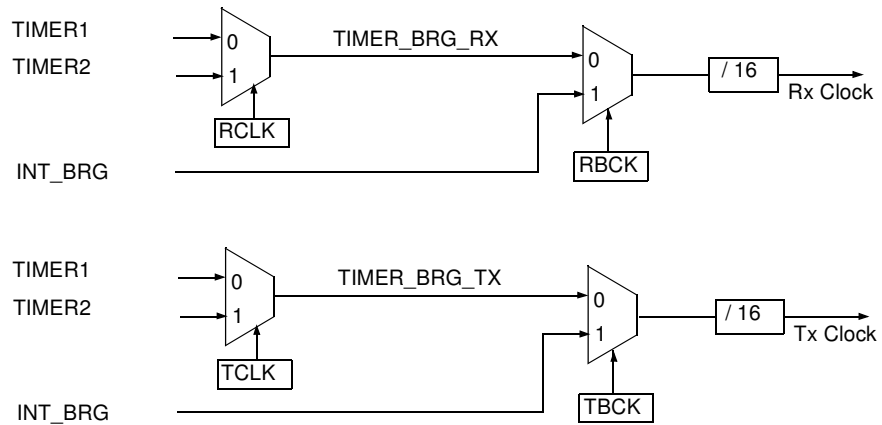 TIMER1
0
TIMER_BRG_RX
TIMER2
1
0
/ 16
1
Rx Clock
RCLK
RBCK
INT_BRG
TIMER1
0
TIMER_BRG_TX
TIMER2
1
0
/ 16
1
Tx Clock
TCLK
TBCK
INT_BRG